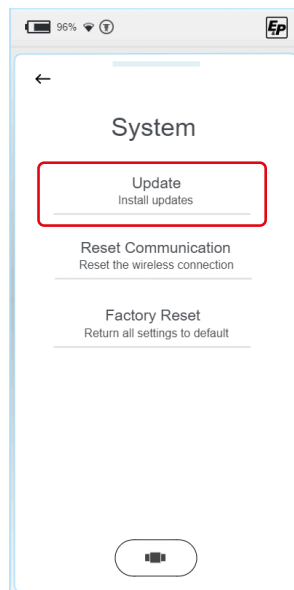 96%
EP
System
Update
Install updates
Reset Communication
Reset the wireless connection
Factory Reset
Return all settings to default